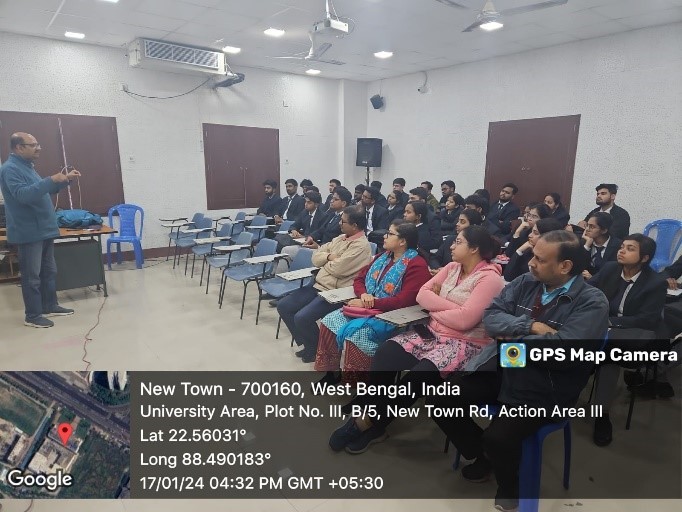 GPS Map Camera
New Town - 700160, West Bengal, India
University Area, Plot No. III, B/5, New Town Rd, Action Area III
Lat 22.56031°
Long 88.490183°
17/01/24 04:32 PM GMT +05:30
Google